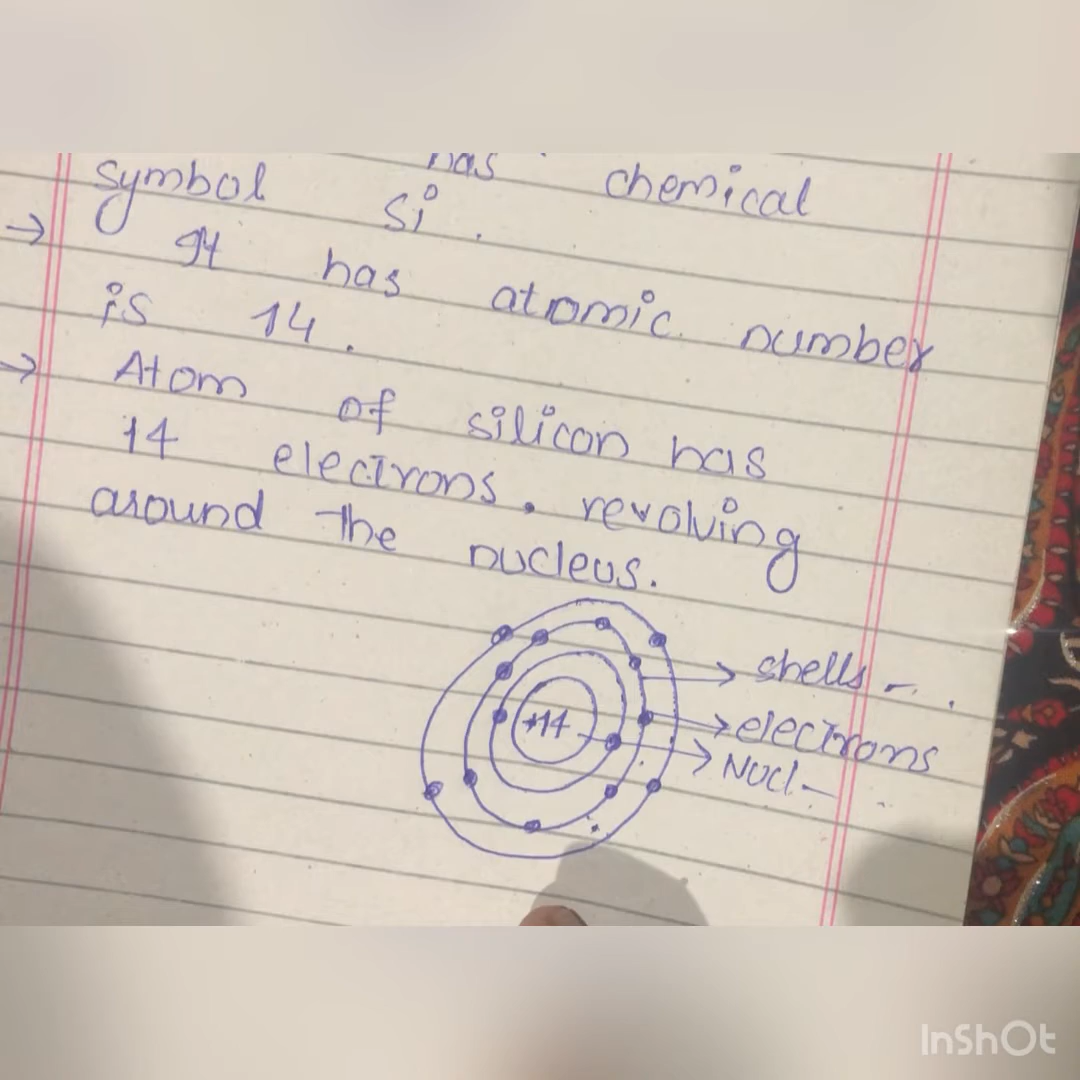 has chemical
symbol Si.
→ It has atomic number
is 14.
→ Atom of silicon has
14 electrons. revolving
around the nucleus.
→ shells -.
+14 → electrons
→ Nucl-
InShOt